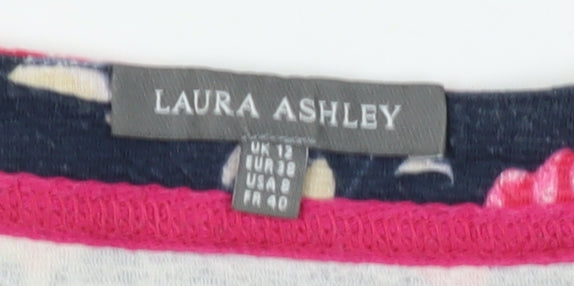 LAURA ASHLEY
UK 12
EUR 38
USA 8
FR 40